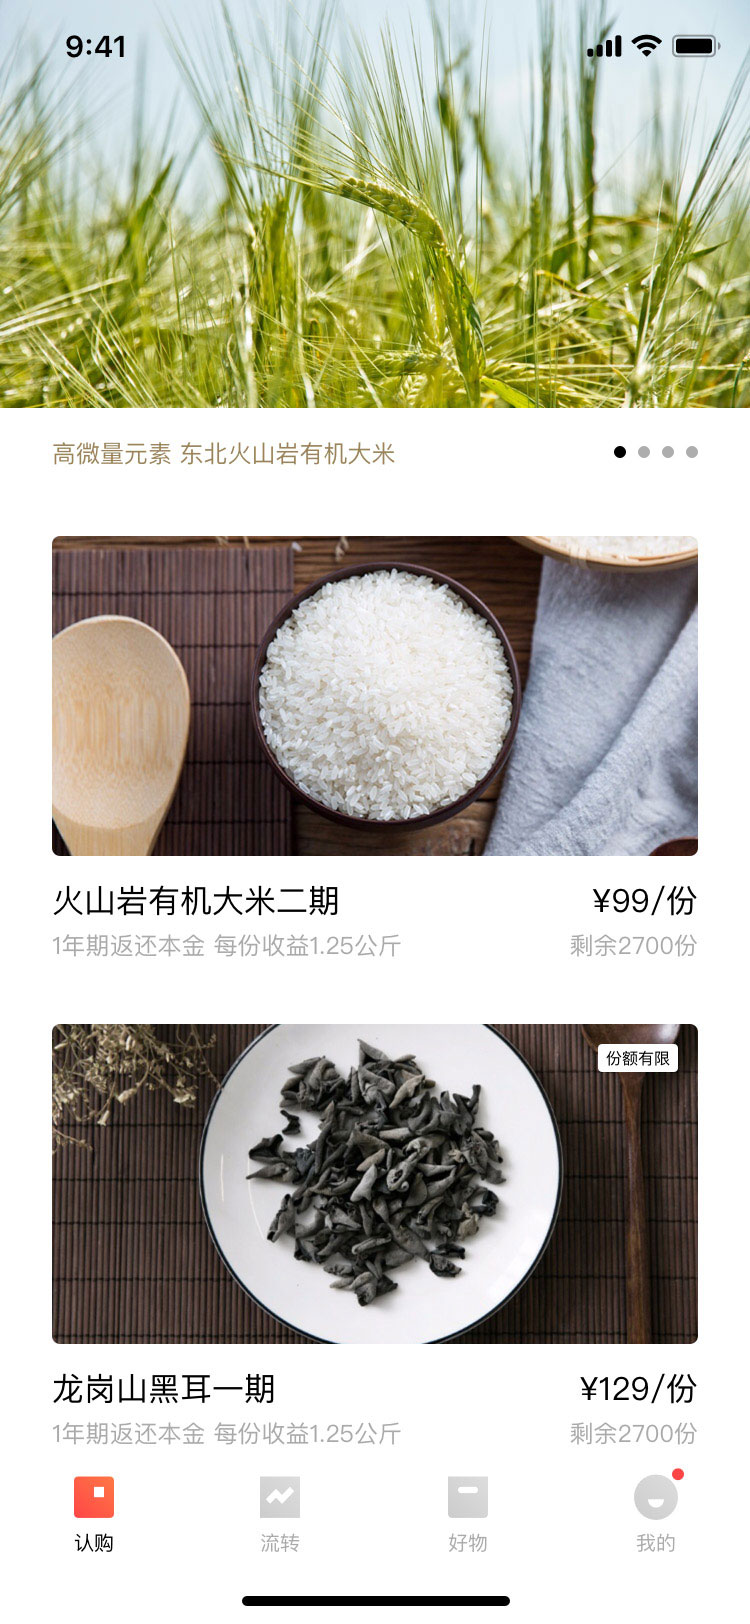 9:41
高微量元素 东北火山岩有机大米
火山岩有机大米二期
¥99/份
1年期返还本金 每份收益1.25公斤
剩余2700份
份额有限
龙岗山黑耳一期
¥129/份
1年期返还本金 每份收益1.25公斤
剩余2700份
认购
流转
好物
我的